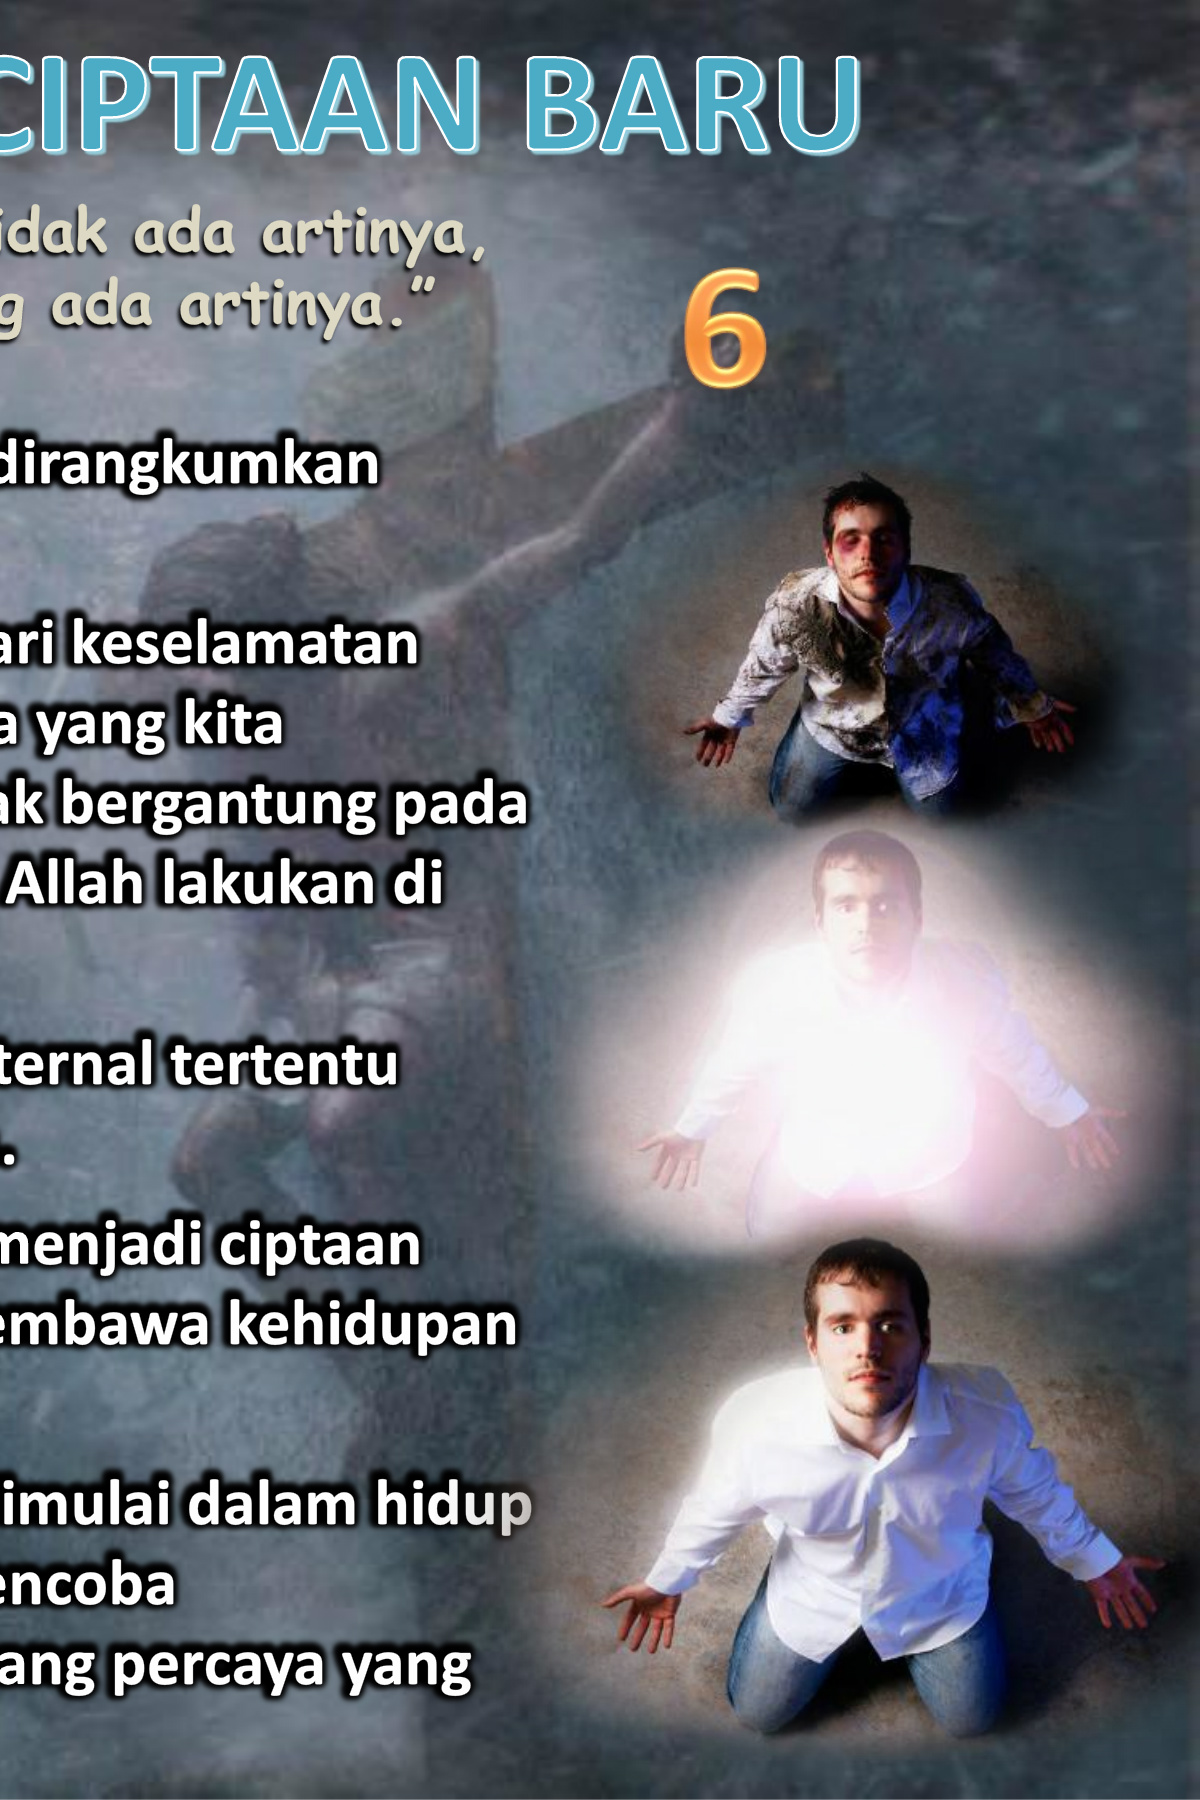 CIPTAAN BARU
idak ada artinya,
g ada artinya.”
6
dirangkumkan
ari keselamatan
a yang kita
ak bergantung pada
Allah lakukan di
ternal tertentu
.
menjadi ciptaan
embawa kehidupan
imulai dalam hidup
encoba
ang percaya yang